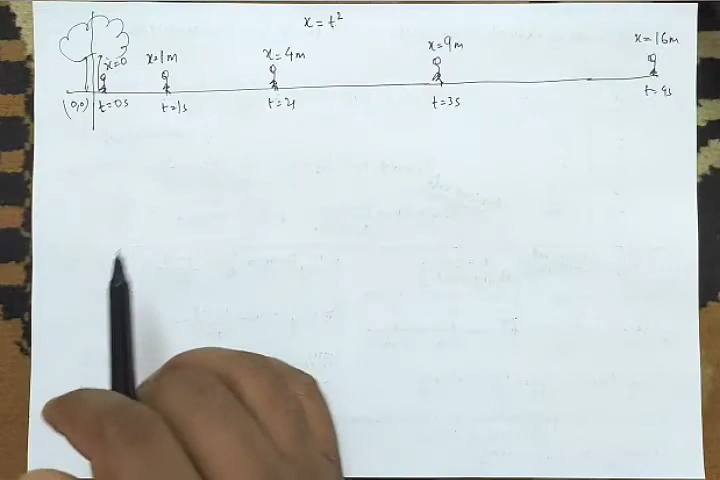 x = t²
x=0 x=1m x=4m x=9m x=16m
(0,0) t=0s t=1s t=2s t=3s t=4s